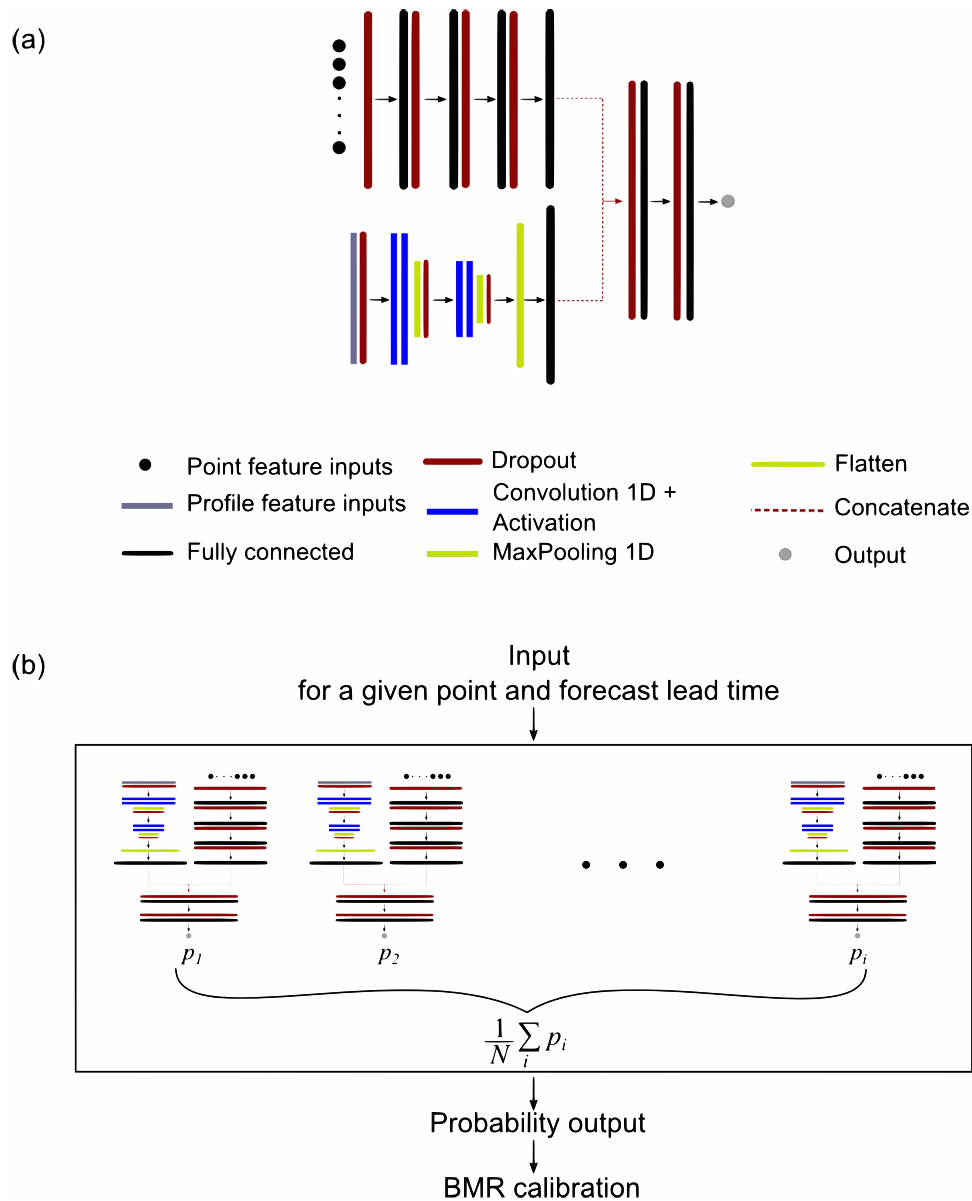 (a)
Point feature inputs
Profile feature inputs
Fully connected
Dropout
Convolution 1D +
Activation
MaxPooling 1D
Flatten
Concatenate
Output
(b)
Input
for a given point and forecast lead time
p1 p2 pi
1/N ∑i pi
Probability output
BMR calibration